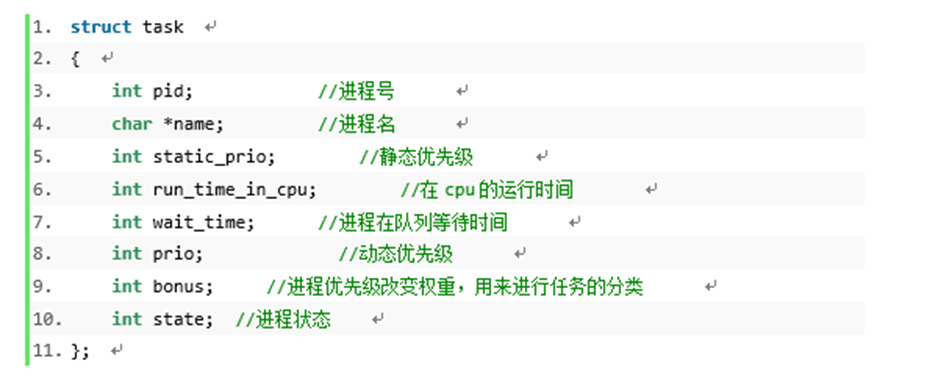 1. struct task ↵
2. { ↵
3. int pid; //进程号 ↵
4. char *name; //进程名 ↵
5. int static_prio; //静态优先级 ↵
6. int run_time_in_cpu; //在 cpu 的运行时间 ↵
7. int wait_time; //进程在队列等待时间 ↵
8. int prio; //动态优先级 ↵
9. int bonus; //进程优先级改变权重，用来进行任务的分类 ↵
10. int state; //进程状态 ↵
11. }; ↵